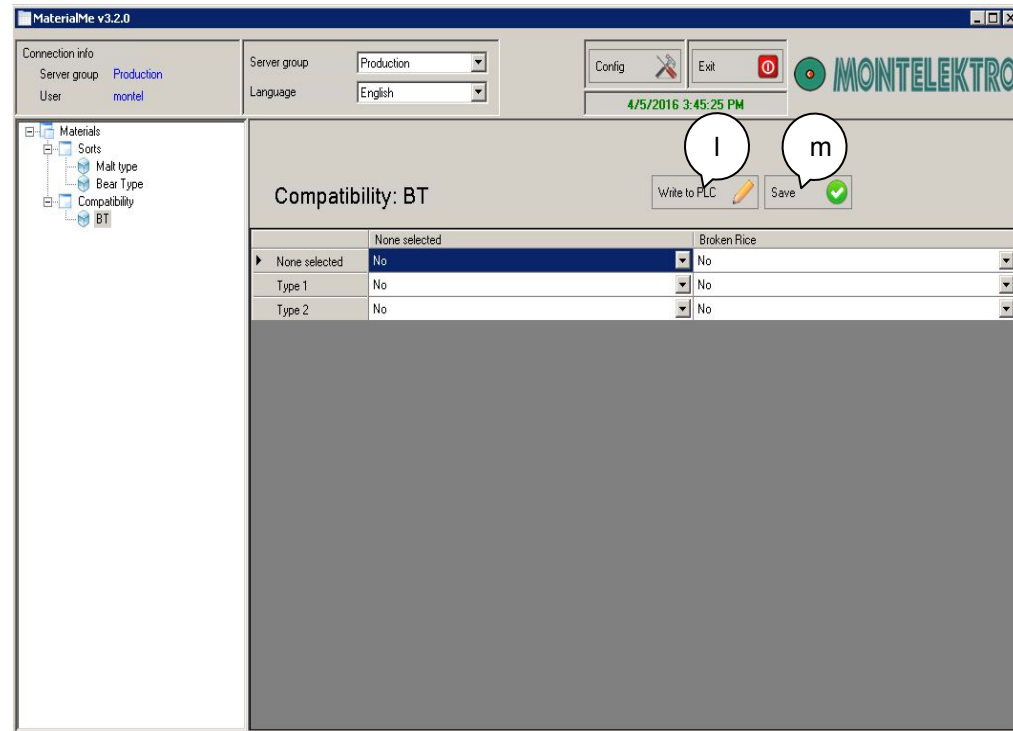 MaterialMe v3.2.0
Connection info
Server group Production
User montel
Server group Production
Language English
Config Exit
4/5/2016 3:45:25 PM
MONTELEKTRO
Materials
Sorts
Malt type
Bear Type
Compatibility
BT
l m
Compatibility: BT
Write to PLC Save
None selected Broken Rice
None selected No No
Type 1 No No
Type 2 No No